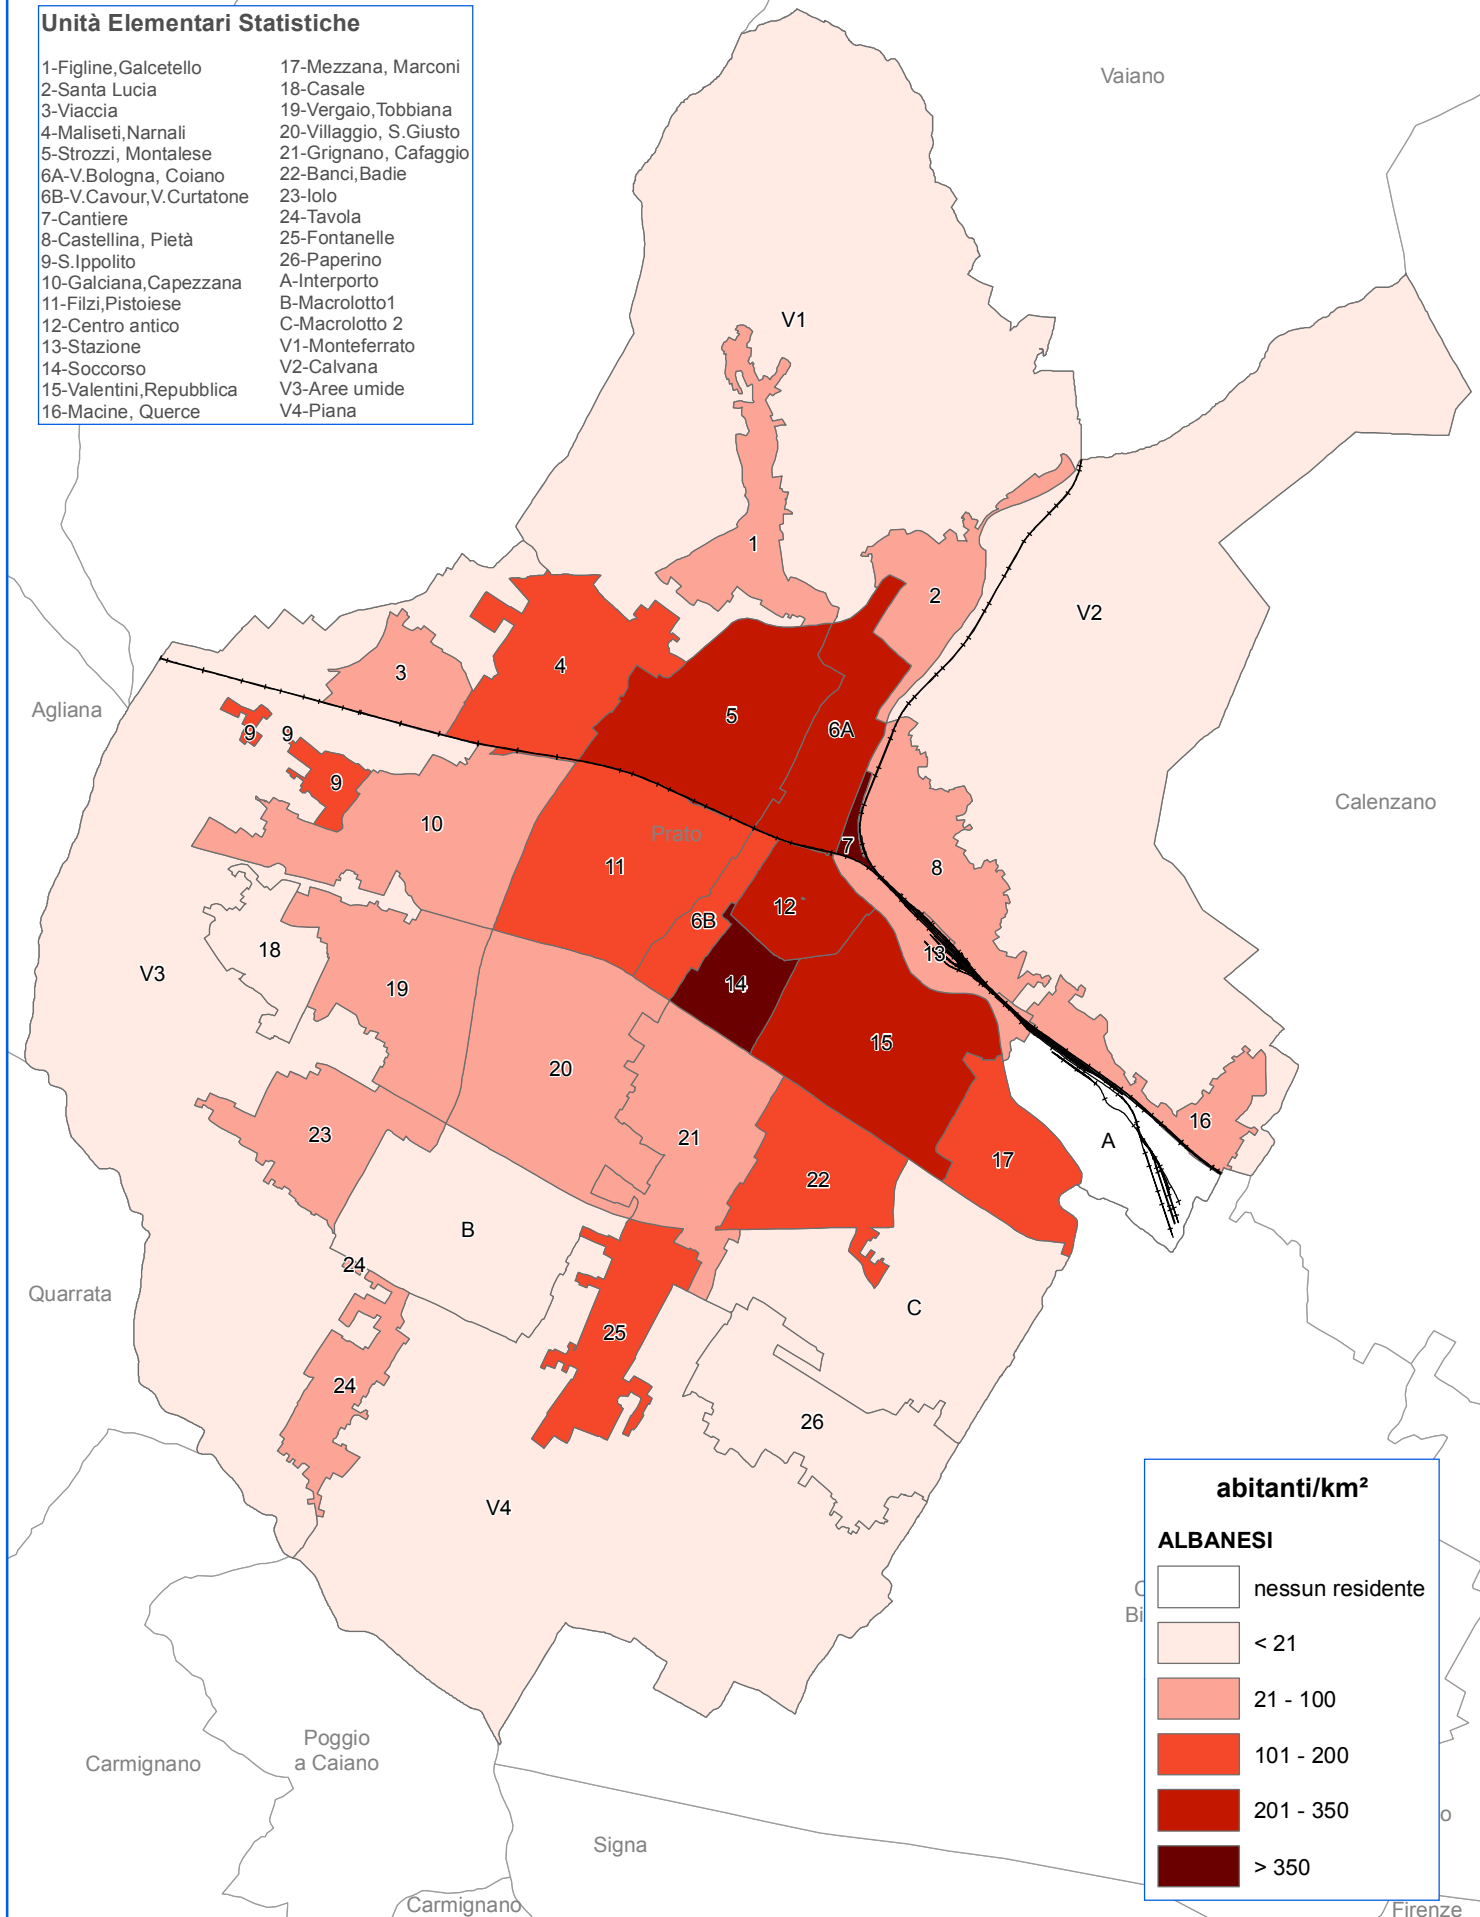 Unità Elementari Statistiche
1-Figline,Galcetello
2-Santa Lucia
3-Viaccia
4-Maliseti,Narnali
5-Strozzi, Montalese
6A-V.Bologna, Coiano
6B-V.Cavour,V.Curtatone
7-Cantiere
8-Castellina, Pietà
9-S.Ippolito
10-Galciana,Capezzana
11-Filzi,Pistoiese
12-Centro antico
13-Stazione
14-Soccorso
15-Valentini,Repubblica
16-Macine, Querce
17-Mezzana, Marconi
18-Casale
19-Vergaio,Tobbiana
20-Villaggio, S.Giusto
21-Grignano, Cafaggio
22-Banci,Badie
23-Iolo
24-Tavola
25-Fontanelle
26-Paperino
A-Interporto
B-Macrolotto1
C-Macrolotto 2
V1-Monteferrato
V2-Calvana
V3-Aree umide
V4-Piana
Vaiano
V1
1
2
V2
3
4
Agliana
5
6A
9
9
9
Calenzano
10
Prato
7
11
8
12
6B
18
13
V3
14
19
15
20
16
23
21
A
17
22
B
24
Quarrata
C
25
24
26
V4
abitanti/km²
ALBANESI
nessun residente
< 21
21 - 100
101 - 200
201 - 350
> 350
C
Bi
o
Poggio
a Caiano
Carmignano
Signa
Carmignano
Firenze